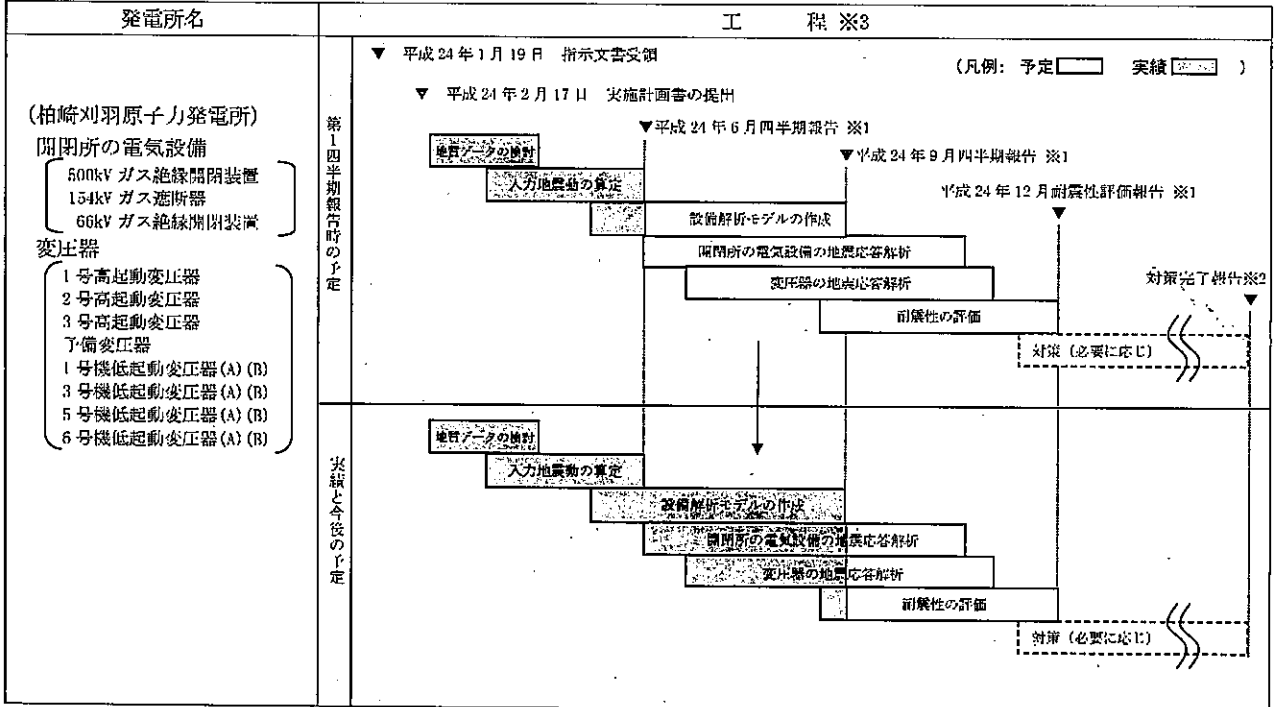 発電所名
工 程 ※3
(柏崎刈羽原子力発電所)
開閉所の電気設備
500kV ガス絶縁開閉装置
154kV ガス遮断器
66kV ガス絶縁開閉装置
変圧器
1号高起動変圧器
2号高起動変圧器
3号高起動変圧器
予備変圧器
1号機低起動変圧器(A)(B)
3号機低起動変圧器(A)(B)
5号機低起動変圧器(A)(B)
6号機低起動変圧器(A)(B)
第1四半期報告時の予定
▼ 平成24年1月19日 指示文書受領
(凡例: 予定 実績 )
▼ 平成24年2月17日 実施計画書の提出
▼平成24年6月四半期報告 ※1
▼平成24年9月四半期報告 ※1
平成24年12月耐震性評価報告 ※1
▼
対策完了報告※2
▼
地質データの検討
入力地震動の算定
設備解析モデルの作成
開閉所の電気設備の地震応答解析
変圧器の地震応答解析
耐震性の評価
対策(必要に応じ)
実績と今後の予定
地質データの検討
入力地震動の算定
設備解析モデルの作成
開閉所の電気設備の地震応答解析
変圧器の地震応答解析
耐震性の評価
対策(必要に応じ)